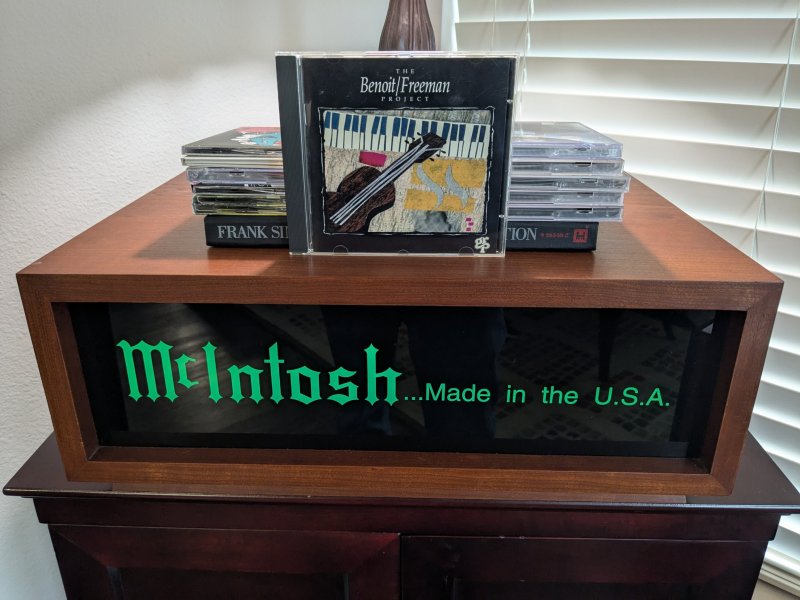 THE
Benoit/Freeman
PROJECT
FRANK SI
TION
McIntosh...Made in the U.S.A.